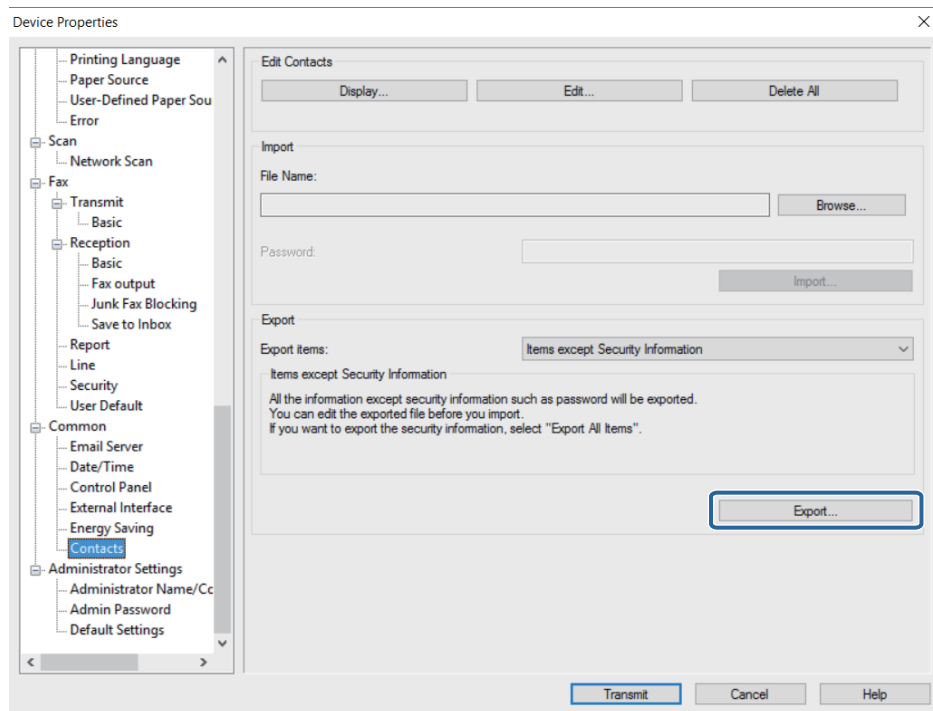 Device Properties
Printing Language
Paper Source
User-Defined Paper Sou
Error
Scan
Network Scan
Fax
Transmit
Basic
Reception
Basic
Fax output
Junk Fax Blocking
Save to Inbox
Report
Line
Security
User Default
Common
Email Server
Date/Time
Control Panel
External Interface
Energy Saving
Contacts
Administrator Settings
Administrator Name/Cc
Admin Password
Default Settings
Edit Contacts
Display... Edit... Delete All
Import
File Name:
Browse...
Password:
Import...
Export
Export items: Items except Security Information
Items except Security Information
All the information except security information such as password will be exported.
You can edit the exported file before you import.
If you want to export the security information, select "Export All Items".
Export...
Transmit Cancel Help